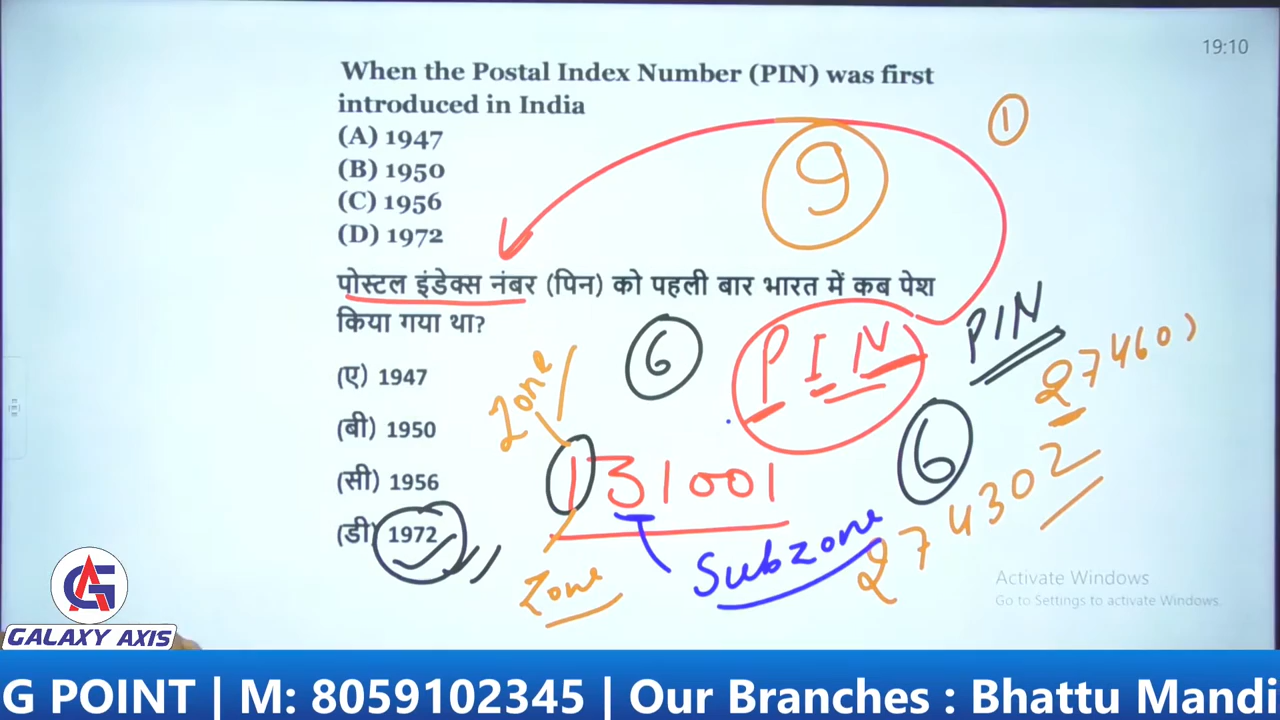 19:10
When the Postal Index Number (PIN) was first
introduced in India
(A) 1947
(B) 1950
(C) 1956
(D) 1972
पोस्टल इंडेक्स नंबर (पिन) को पहली बार भारत में कब पेश
किया गया था?
(ए) 1947
(बी) 1950
(सी) 1956
(डी) 1972
1
9
6
PIN
PIN
Zone
131001
6
274302
Subzone
Zone
Activate Windows
Go to Settings to activate Windows.
GALAXY AXIS
G POINT | M: 8059102345 | Our Branches : Bhattu Mandi